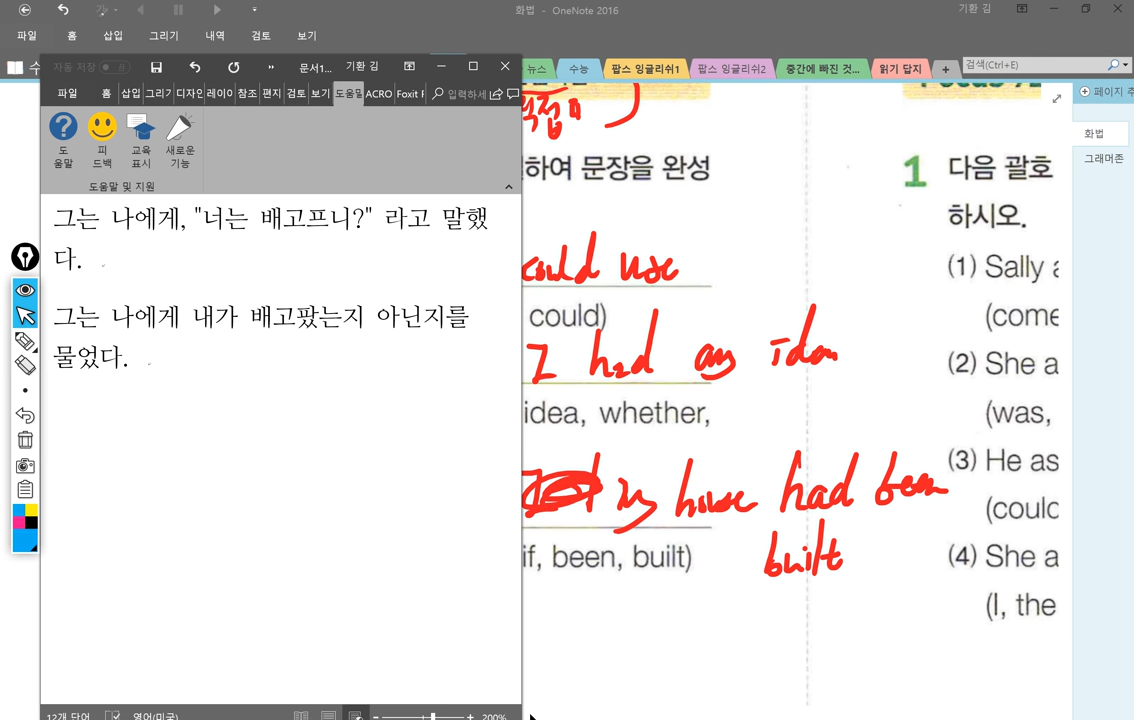 화법 - OneNote 2016
기환 김
파일 홈 삽입 그리기 내역 검토 보기
자동 저장
문서1...
기환 김
뉴스
수능
팝스 잉글리쉬1
팝스 잉글리쉬2
중간에 빠진 것...
읽기 답지
검색(Ctrl+E)
파일 홈 삽입 그리기 디자인 레이아 참조 편지 검토 보기 도움말 ACRO Foxit F 입력하세
도
움말
피
드백
교육
표시
새로운
기능
도움말 및 지원
그는 나에게, "너는 배고프니?" 라고 말했
다.
그는 나에게 내가 배고팠는지 아닌지를
물었다.
12개 단어 영어(미국) 200%
하여 문장을 완성
could use
could)
I had any idea
idea, whether,
my house had been
built
if, been, built)
1 다음 괄호
하시오.
(1) Sally a
(come
(2) She a
(was,
(3) He as
(could
(4) She a
(I, the
페이지 추
화법
그래머존